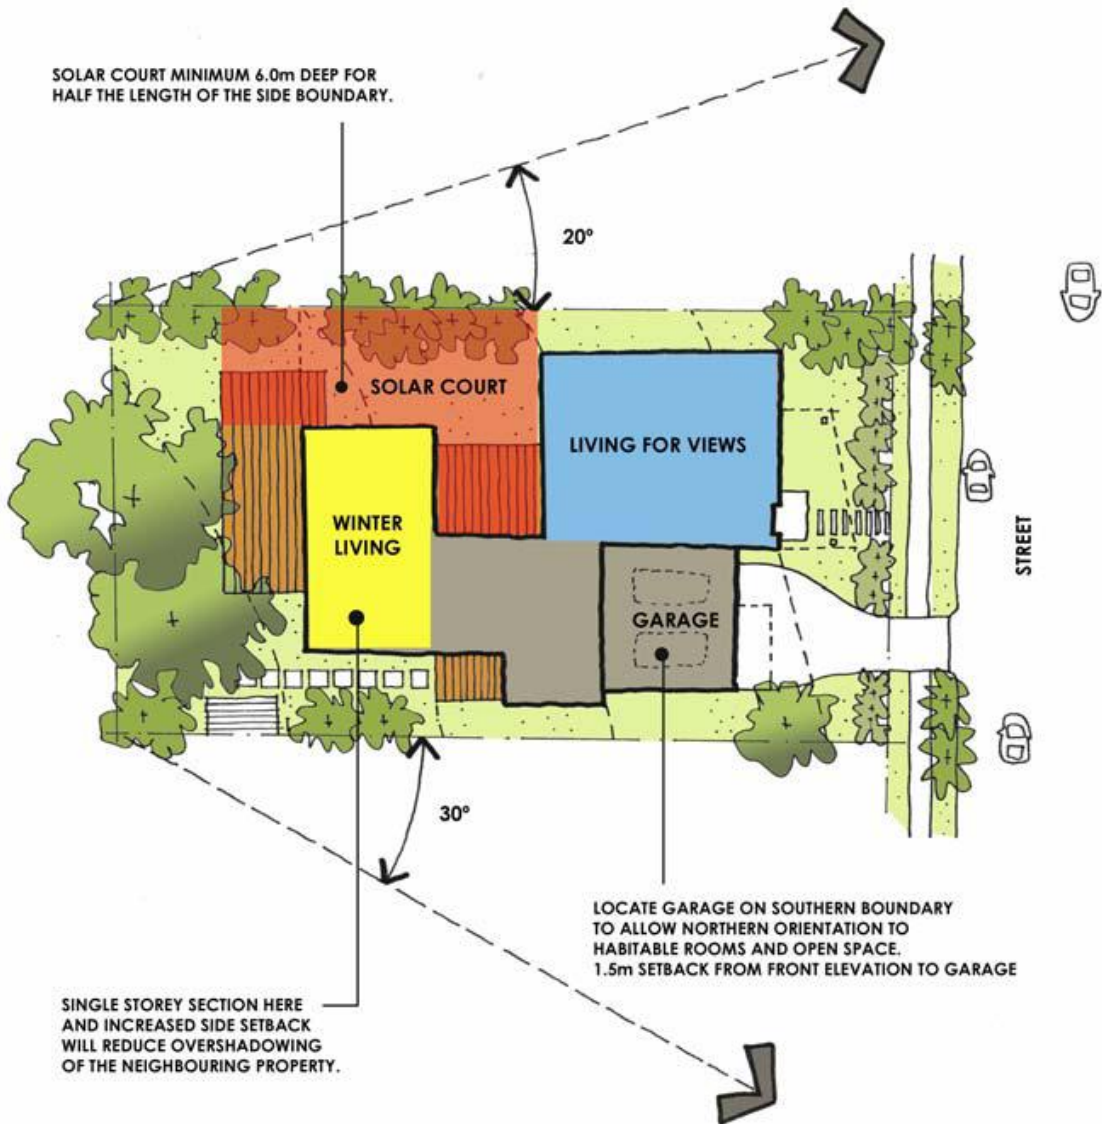 SOLAR COURT MINIMUM 6.0m DEEP FOR
HALF THE LENGTH OF THE SIDE BOUNDARY.
20º
SOLAR COURT
LIVING FOR VIEWS
WINTER
LIVING
STREET
GARAGE
30º
LOCATE GARAGE ON SOUTHERN BOUNDARY
TO ALLOW NORTHERN ORIENTATION TO
HABITABLE ROOMS AND OPEN SPACE.
1.5m SETBACK FROM FRONT ELEVATION TO GARAGE
SINGLE STOREY SECTION HERE
AND INCREASED SIDE SETBACK
WILL REDUCE OVERSHADOWING
OF THE NEIGHBOURING PROPERTY.